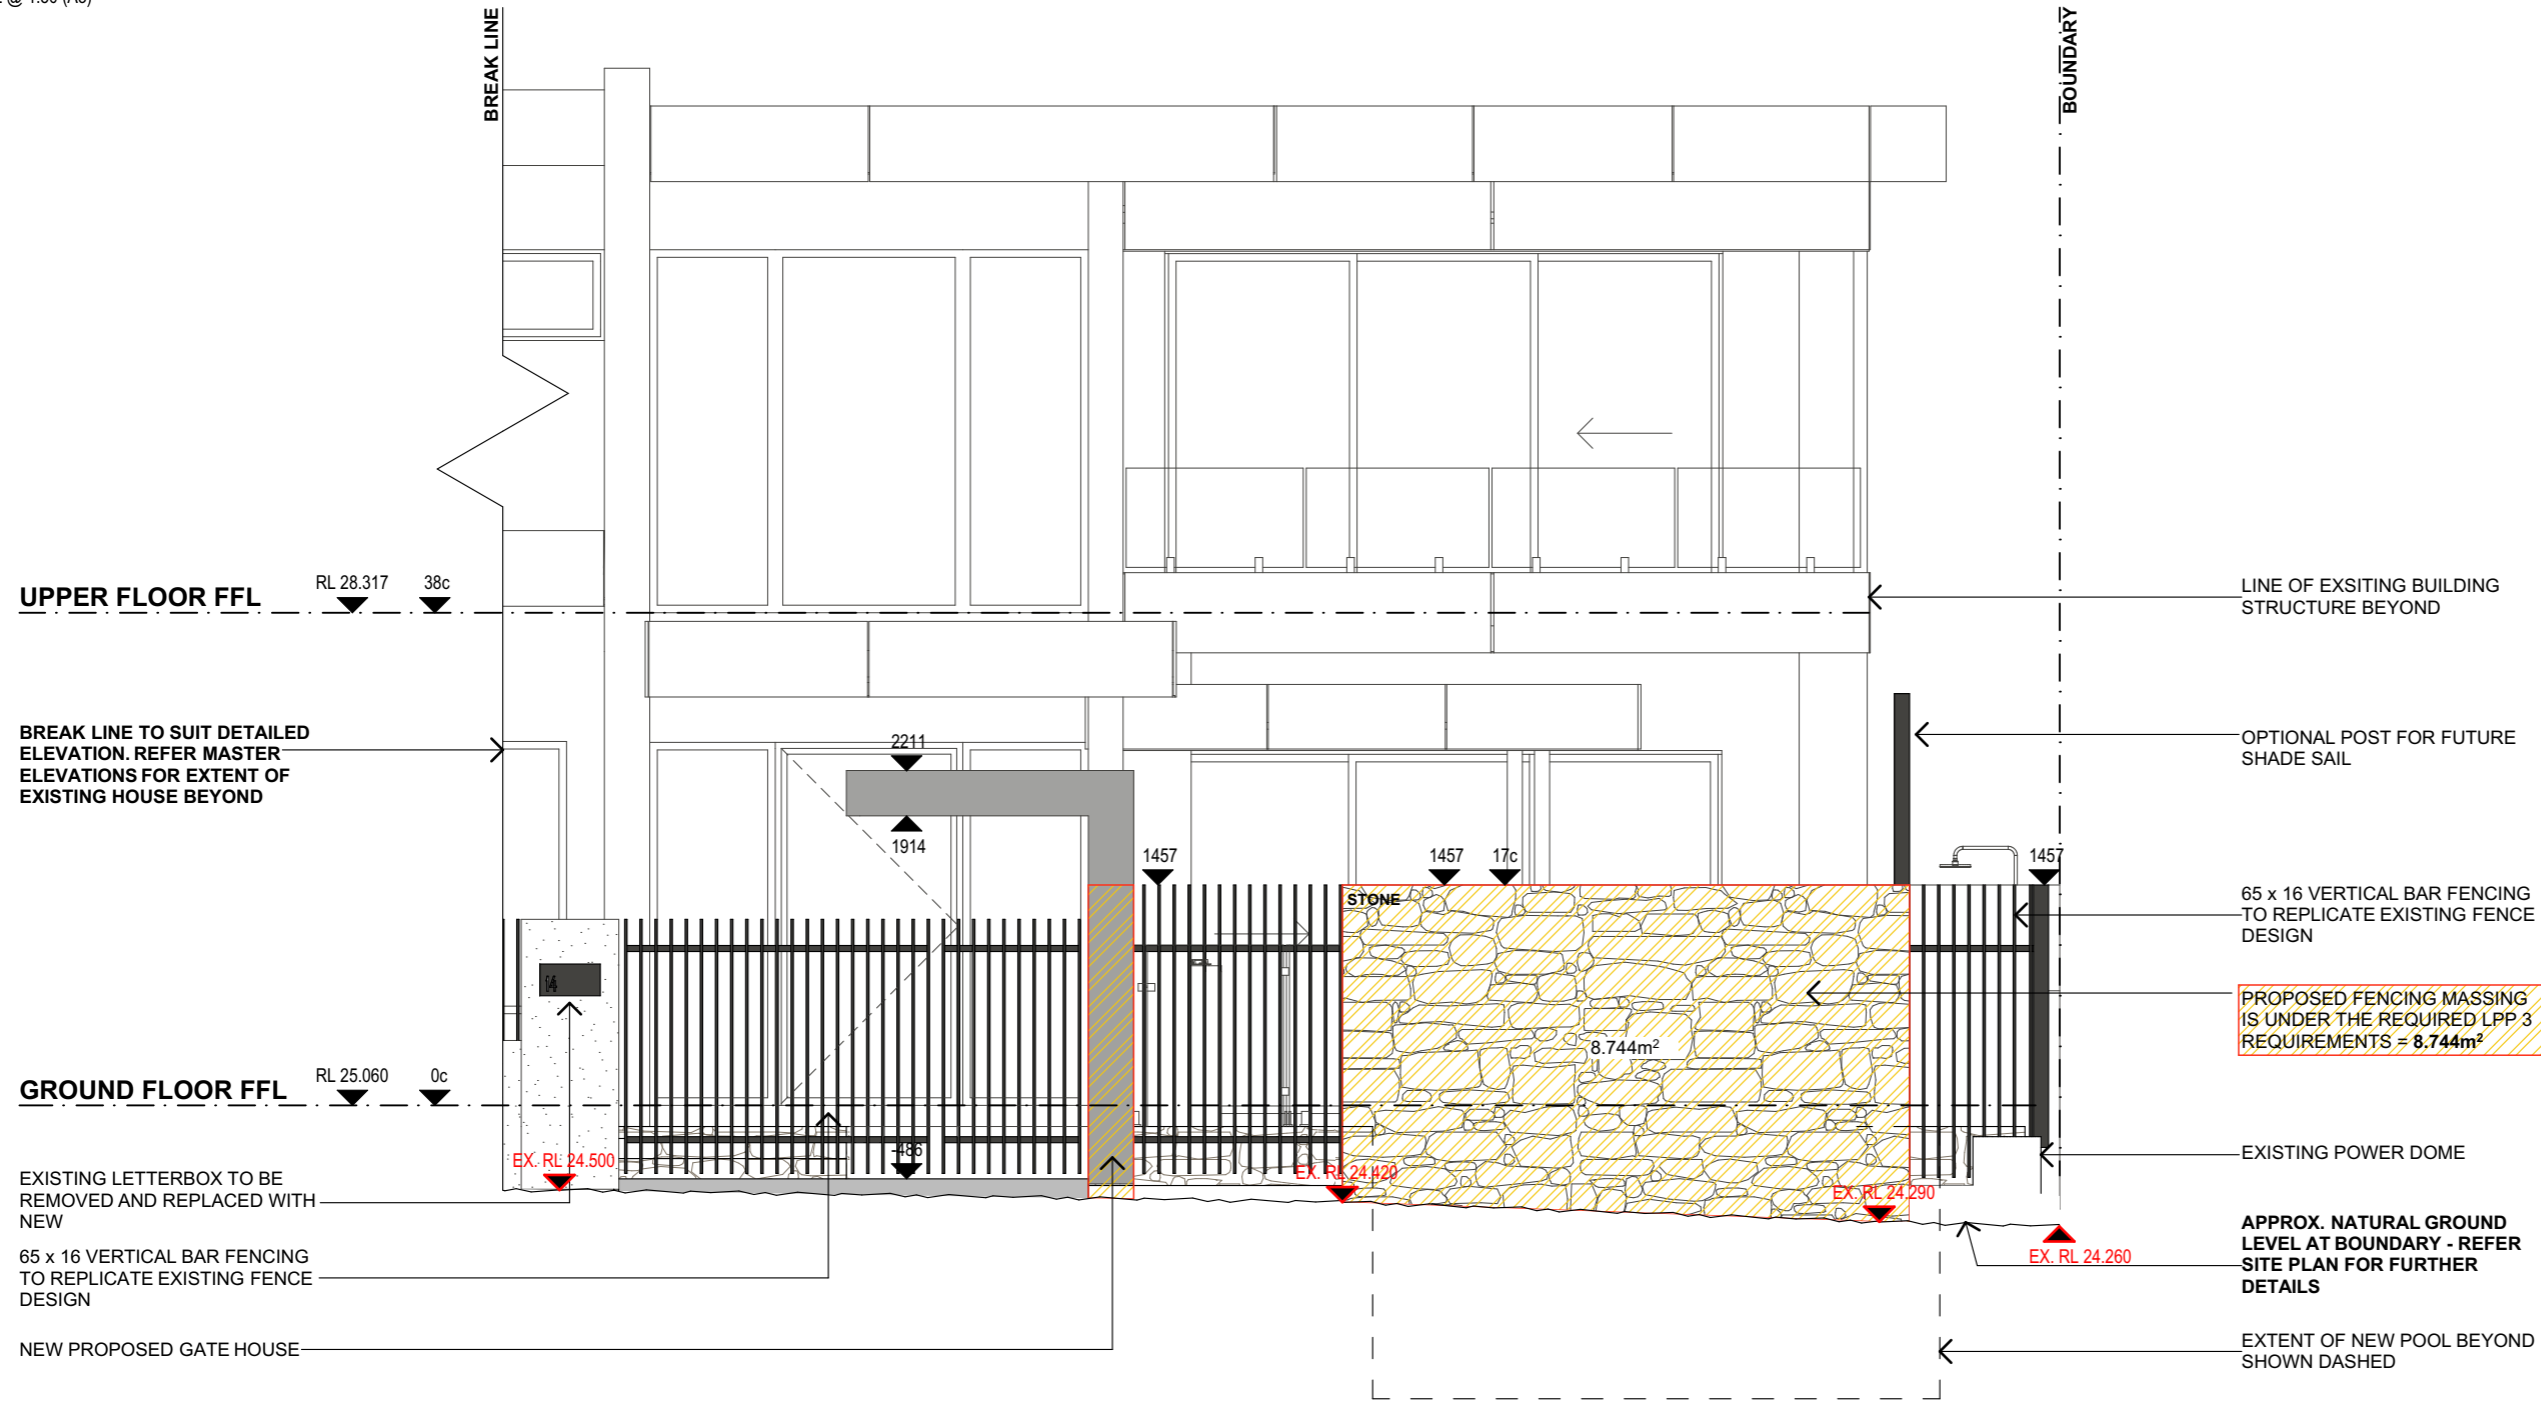 BREAK LINE
BOUNDARY
UPPER FLOOR FFL
RL 28.317
38c
LINE OF EXSITING BUILDING
STRUCTURE BEYOND
BREAK LINE TO SUIT DETAILED
ELEVATION. REFER MASTER
ELEVATIONS FOR EXTENT OF
EXISTING HOUSE BEYOND
2211
1914
OPTIONAL POST FOR FUTURE
SHADE SAIL
1457
1457
17c
1457
STONE
65 x 16 VERTICAL BAR FENCING
TO REPLICATE EXISTING FENCE
DESIGN
14
PROPOSED FENCING MASSING
IS UNDER THE REQUIRED LPP 3
REQUIREMENTS = 8.744m²
8.744m²
GROUND FLOOR FFL
RL 25.060
0c
-486
EX. RL 24.500
EX. RL 24.420
EX. RL 24.290
EXISTING POWER DOME
EXISTING LETTERBOX TO BE
REMOVED AND REPLACED WITH
NEW
APPROX. NATURAL GROUND
LEVEL AT BOUNDARY - REFER
SITE PLAN FOR FURTHER
DETAILS
EX. RL 24.260
65 x 16 VERTICAL BAR FENCING
TO REPLICATE EXISTING FENCE
DESIGN
NEW PROPOSED GATE HOUSE
EXTENT OF NEW POOL BEYOND
SHOWN DASHED